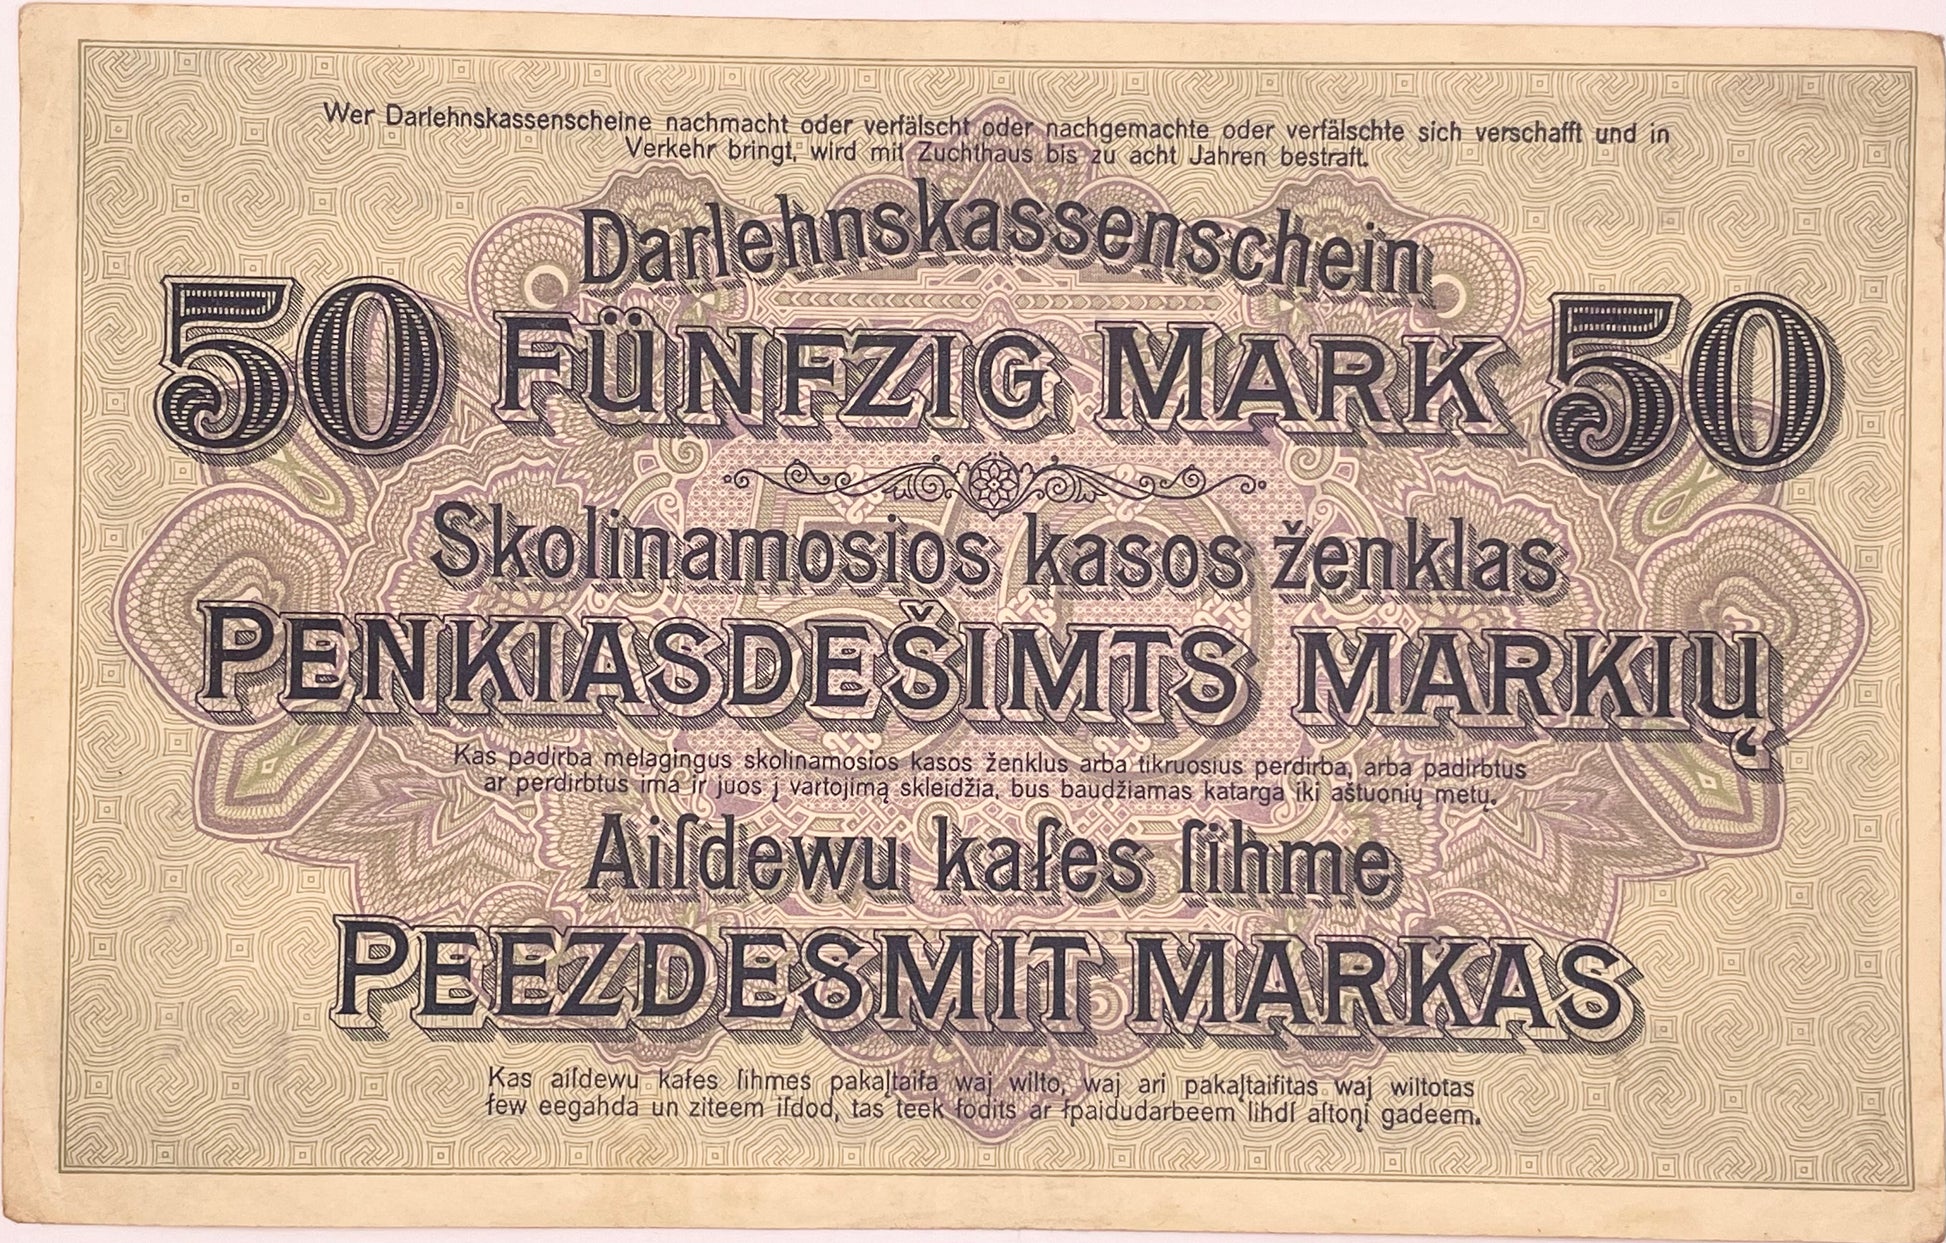 Wer Darlehnskassenscheine nachmacht oder verfälscht oder nachgemachte oder verfälschte sich verschafft und in
Verkehr bringt, wird mit Zuchthaus bis zu acht Jahren bestraft.
Darlehnskassenschein
50 FÜNFZIG MARK 50
Skolinamosios kasos ženklas
PENKIASDEŠIMTS MARKIŲ
Kas padirba melagingus skolinamosios kasos ženklus arba tikruosius perdirba, arba padirbtus
ar perdirbtus ima ir juos į vartojimą skleidžia, bus baudžiamas katarga iki aštuonių metų.
Aiſdewu kaſes ſihme
PEEZDESMIT MARKAS
Kas aiſdewu kaſes ſihmes pakaļtaiſa waj wilto, waj ari pakaļtaiſitas waj wiltotas
ſew eegahda un ziteem iſdod, tas teek ſodits ar ſpaidudarbeem lihdſ aſtoņi gadeem.